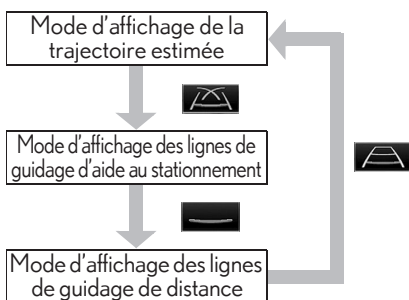 Mode d'affichage de la
trajectoire estimée
Mode d'affichage des lignes de
guidage d'aide au stationnement
Mode d'affichage des lignes
de guidage de distance